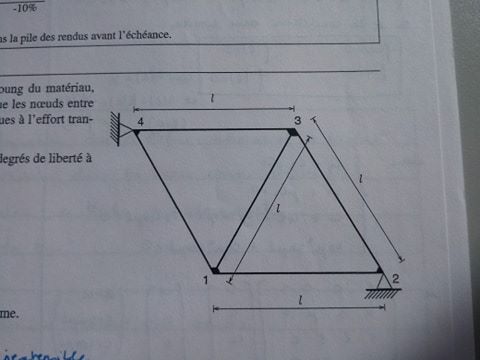 -10%
ns la pile des rendus avant l'échéance.
oung du matériau,
ue les nœuds entre
ues à l'effort tran-
degrés de liberté à
l
4
3
l
l
1
2
l
me.